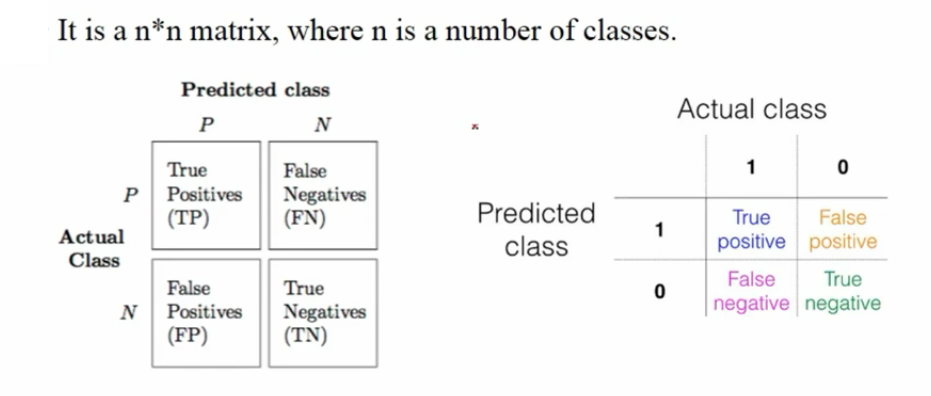 It is a n*n matrix, where n is a number of classes.
Predicted class
P N
P
True
Positives
(TP)
False
Negatives
(FN)
Actual
Class
N
False
Positives
(FP)
True
Negatives
(TN)
Actual class
1 0
Predicted
class
1
True
positive
False
positive
0
False
negative
True
negative